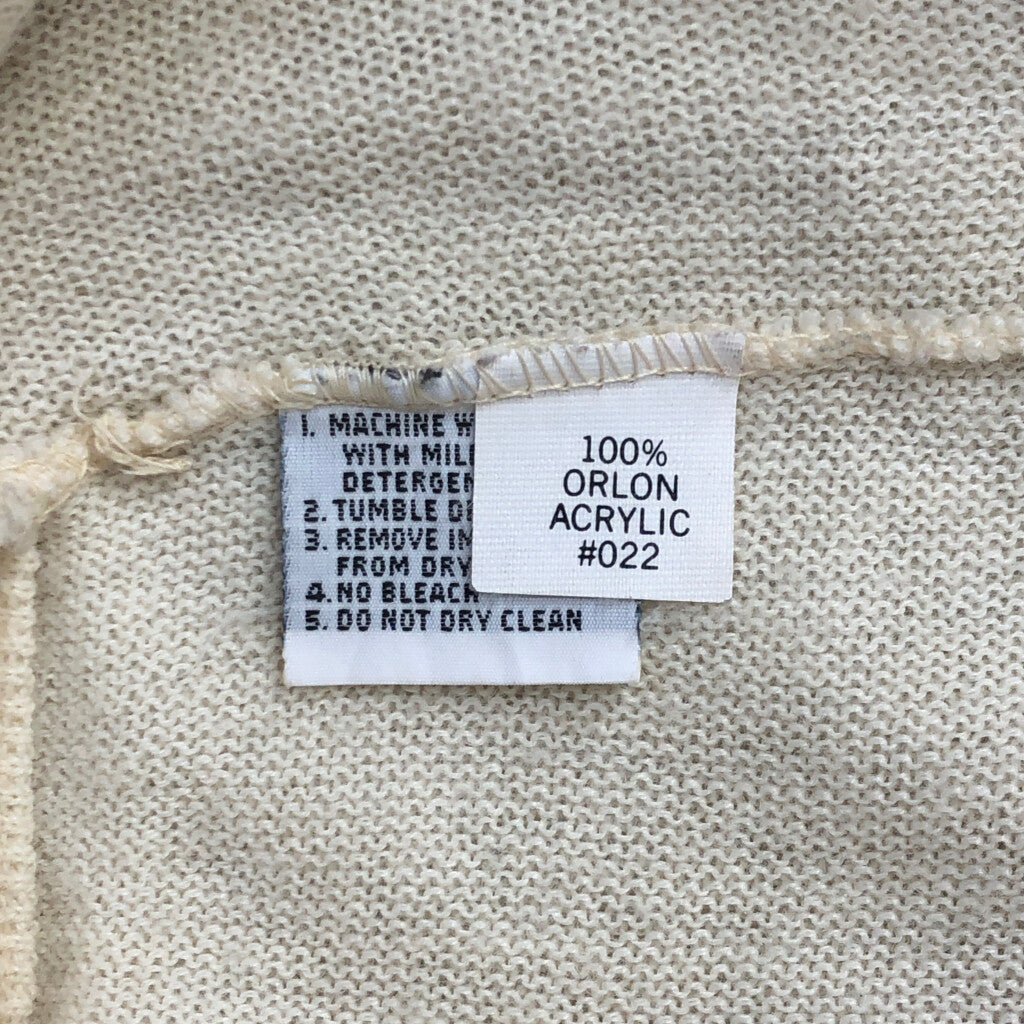 1. MACHINE W
WITH MIL
DETERGEN
2. TUMBLE D
3. REMOVE IM
FROM DRY
4. NO BLEACH
5. DO NOT DRY CLEAN
100%
ORLON
ACRYLIC
#022